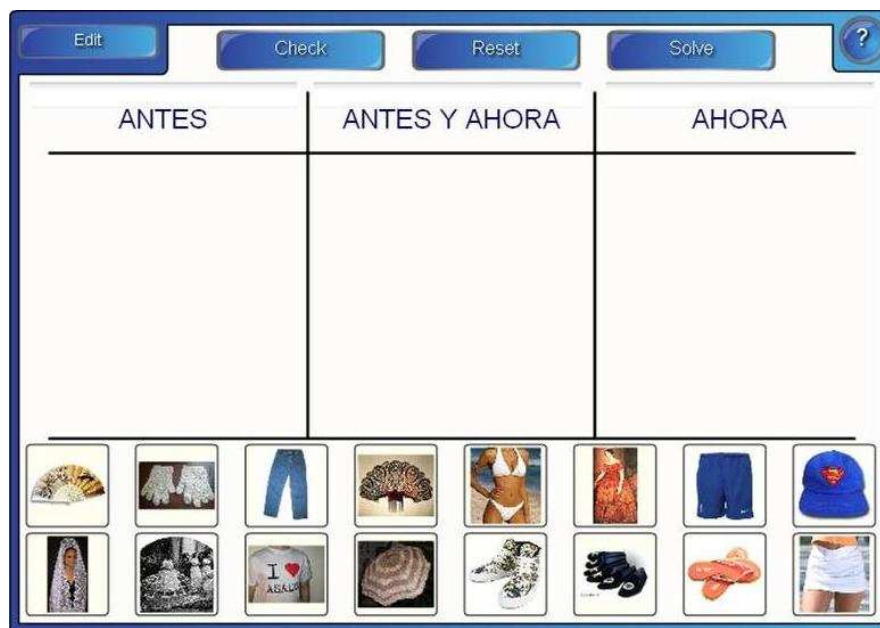 Edit
Check
Reset
Solve
?
ANTES
ANTES Y AHORA
AHORA
I ♥